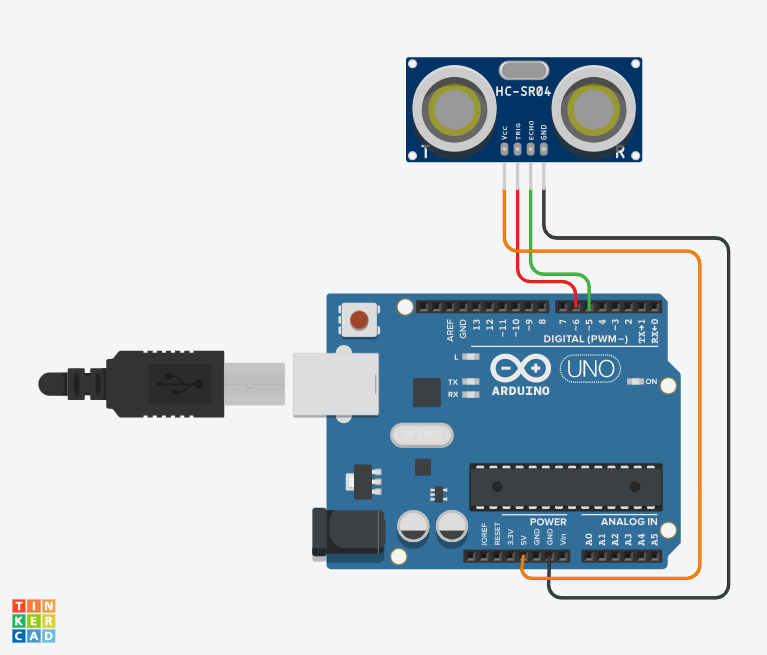 HC-SR04
VCC
TRIG
ECHO
GND
T
R
AREF
GND
13
12
~11
~10
~9
8
7
~6
~5
4
~3
2
TX→1
RX←0
DIGITAL (PWM~)
L
TX
RX
ARDUINO
UNO
ON
POWER
ANALOG IN
IOREF
RESET
3.3V
5V
GND
GND
Vin
A0
A1
A2
A3
A4
A5
TIN
KER
CAD